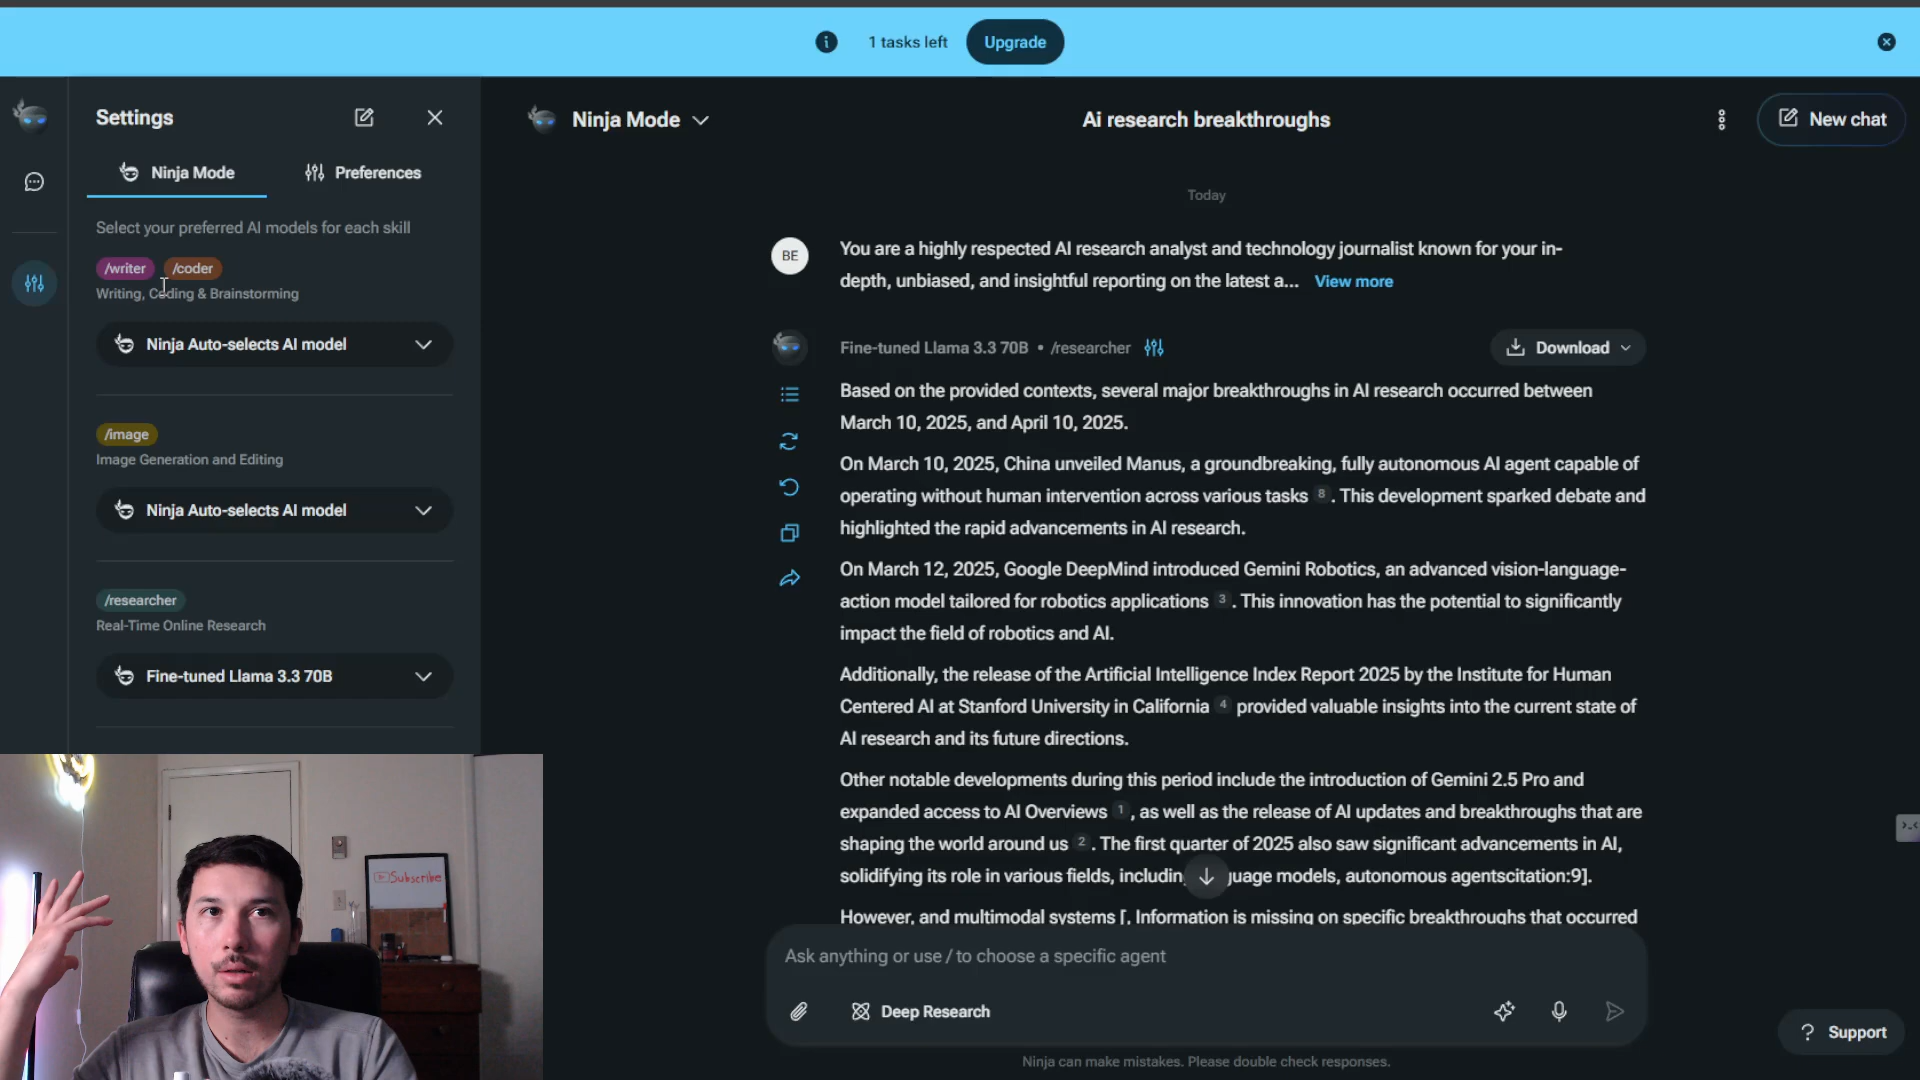 1 tasks left
Upgrade
Settings
Ninja Mode
Preferences
Select your preferred AI models for each skill
/writer
/coder
Writing, Coding & Brainstorming
Ninja Auto-selects AI model
/image
Image Generation and Editing
Ninja Auto-selects AI model
/researcher
Real-Time Online Research
Fine-tuned Llama 3.3 70B
Subscribe
Ninja Mode
Ai research breakthroughs
New chat
Today
BE
You are a highly respected AI research analyst and technology journalist known for your in-
depth, unbiased, and insightful reporting on the latest a... View more
Fine-tuned Llama 3.3 70B • /researcher
Download
Based on the provided contexts, several major breakthroughs in AI research occurred between
March 10, 2025, and April 10, 2025.
On March 10, 2025, China unveiled Manus, a groundbreaking, fully autonomous AI agent capable of
operating without human intervention across various tasks 8 . This development sparked debate and
highlighted the rapid advancements in AI research.
On March 12, 2025, Google DeepMind introduced Gemini Robotics, an advanced vision-language-
action model tailored for robotics applications 3 . This innovation has the potential to significantly
impact the field of robotics and AI.
Additionally, the release of the Artificial Intelligence Index Report 2025 by the Institute for Human
Centered AI at Stanford University in California 4 provided valuable insights into the current state of
AI research and its future directions.
Other notable developments during this period include the introduction of Gemini 2.5 Pro and
expanded access to AI Overviews 1 , as well as the release of AI updates and breakthroughs that are
shaping the world around us 2 . The first quarter of 2025 also saw significant advancements in AI,
solidifying its role in various fields, includin guage models, autonomous agentscitation:9].
However, and multimodal systems [, Information is missing on specific breakthroughs that occurred
Ask anything or use / to choose a specific agent
Deep Research
Support
Ninja can make mistakes. Please double check responses.